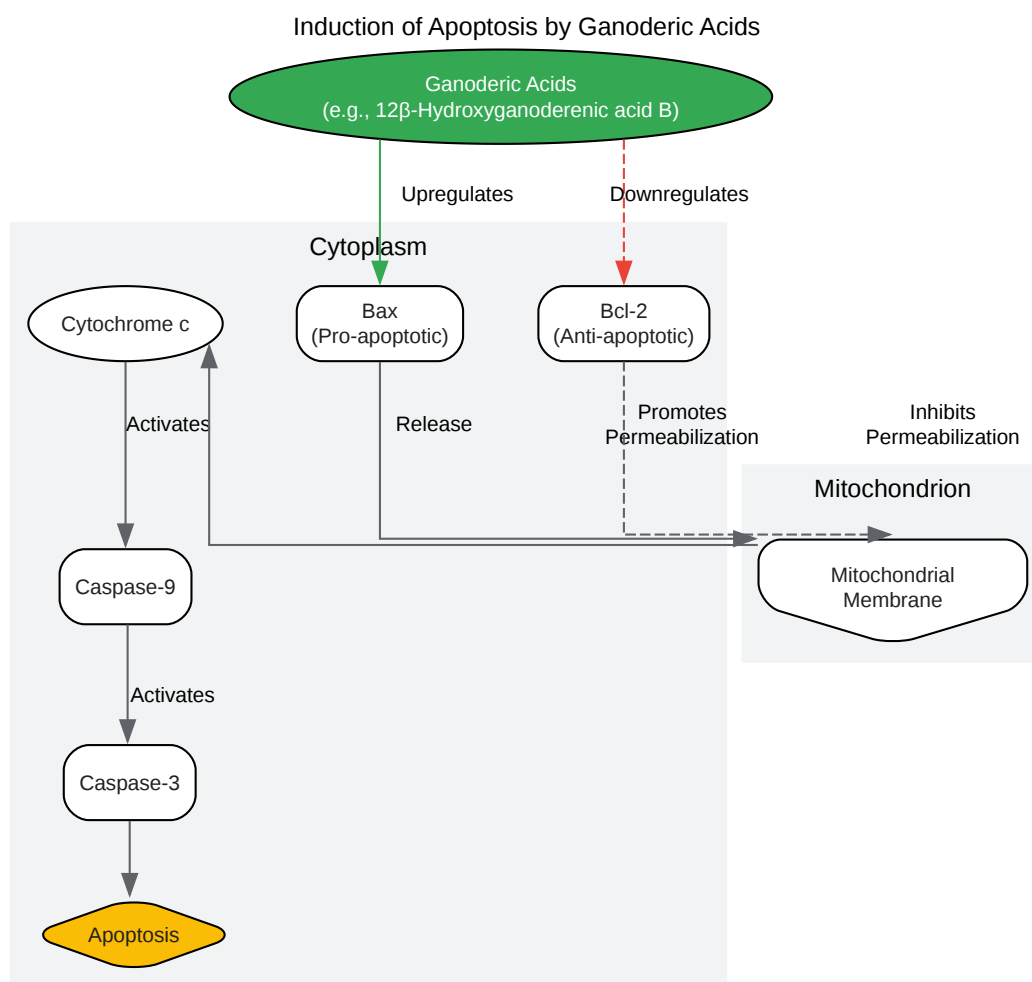 Induction of Apoptosis by Ganoderic Acids
Ganoderic Acids
(e.g., 12β-Hydroxyganoderenic acid B)
Upregulates
Downregulates
Cytoplasm
Cytochrome c
Bax
(Pro-apoptotic)
Bcl-2
(Anti-apoptotic)
Activates
Release
Promotes
Permeabilization
Inhibits
Permeabilization
Mitochondrion
Mitochondrial
Membrane
Caspase-9
Activates
Caspase-3
Apoptosis